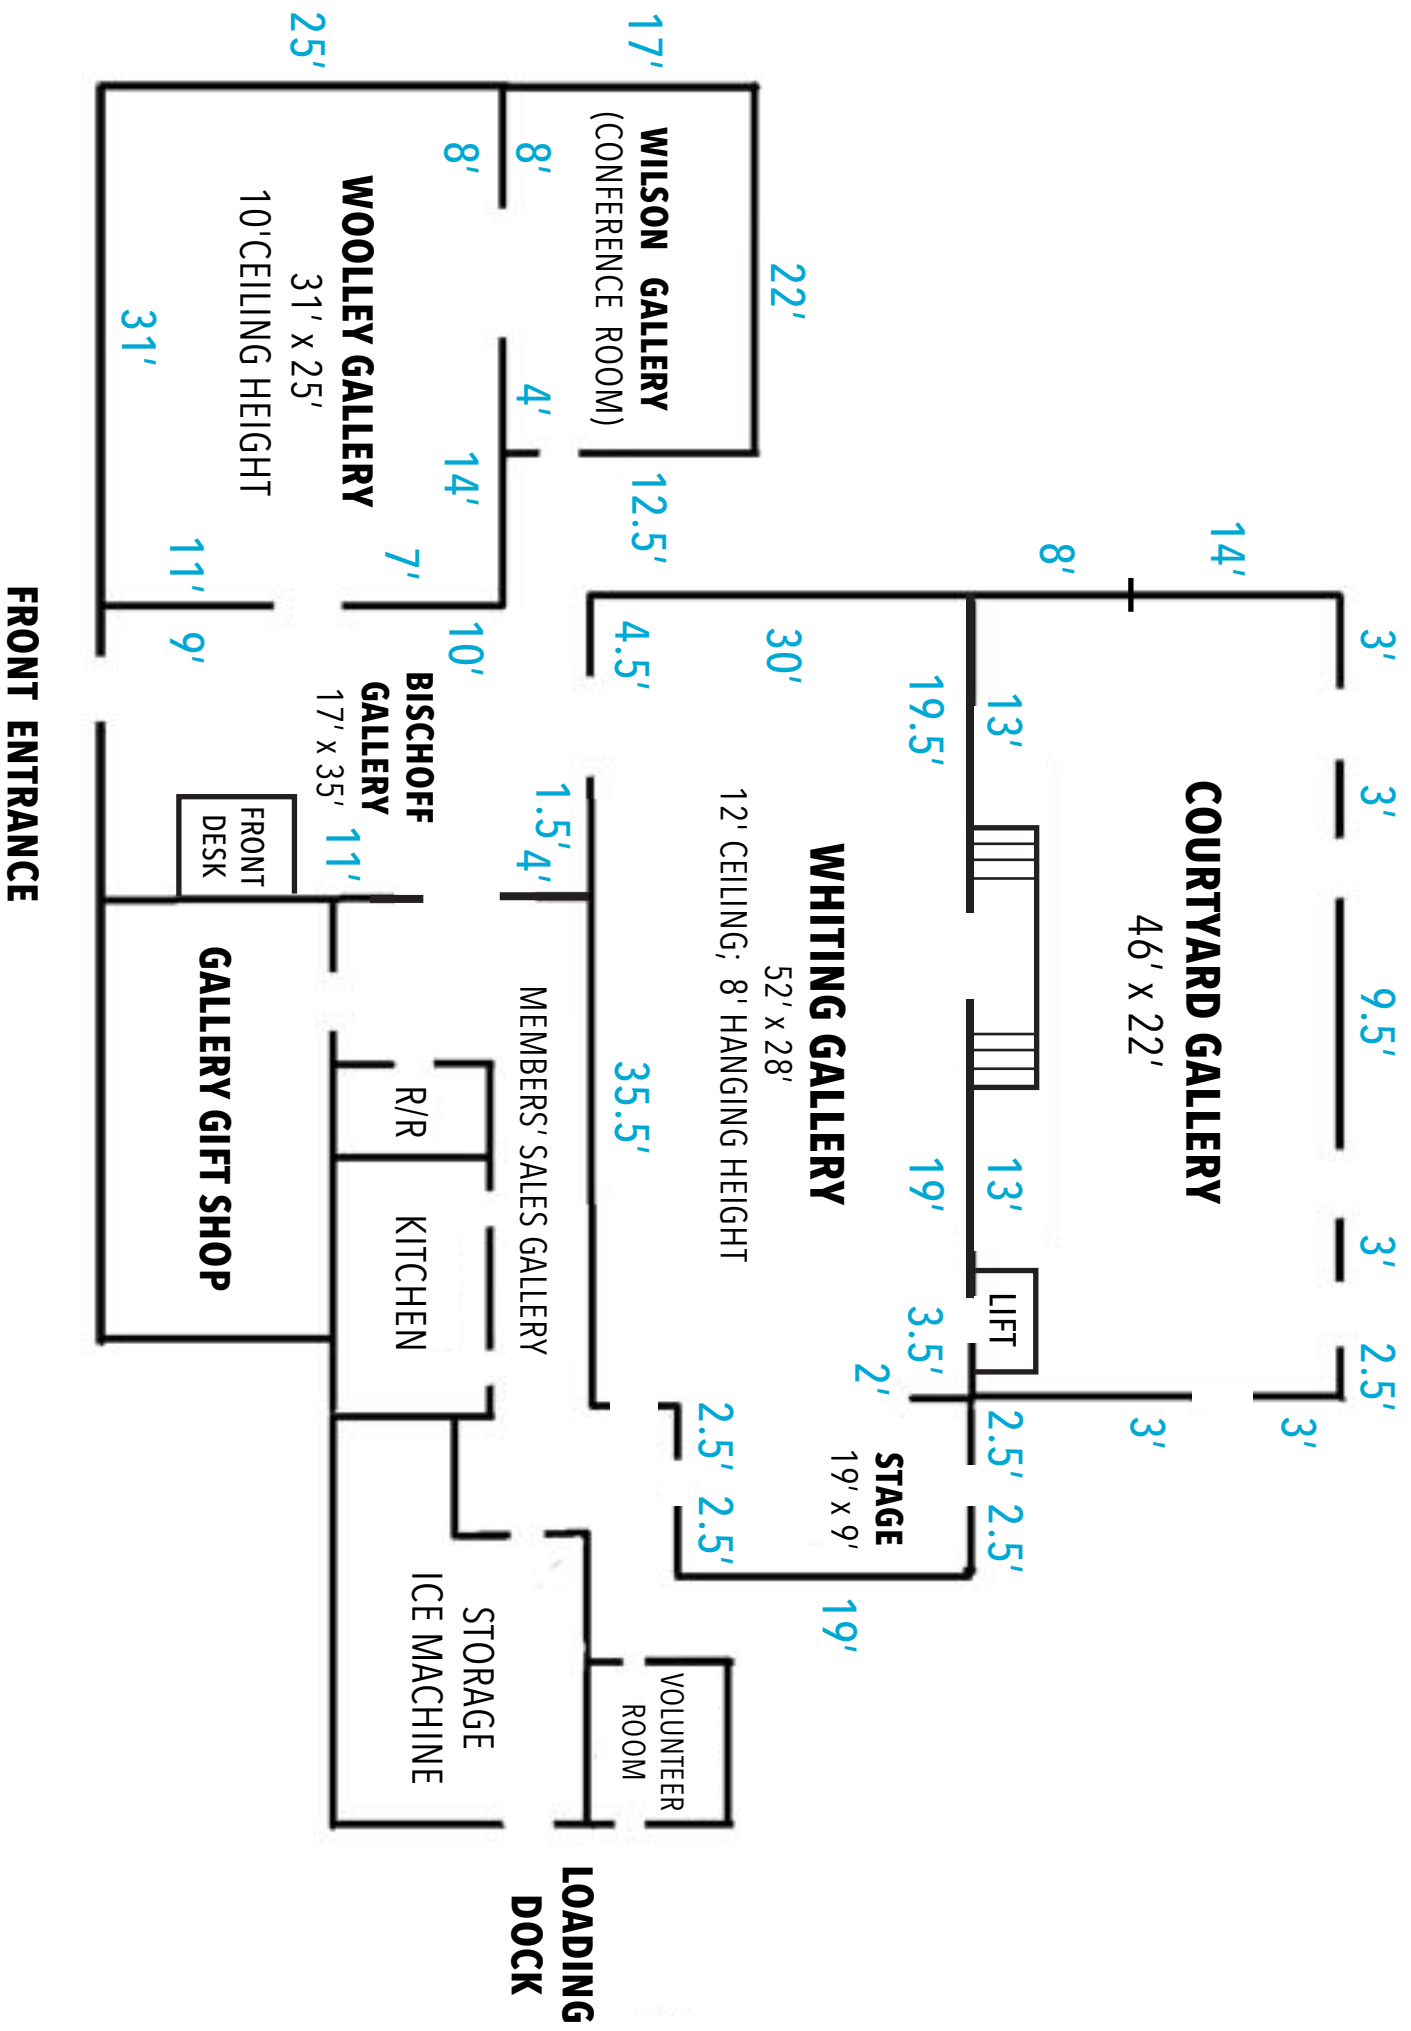 3'
3'
9.5'
3'
2.5'
14'
8'
COURTYARD GALLERY
46' x 22'
3'
3'
13'
13'
LIFT
2.5'
2.5'
19.5'
19'
3.5'
2'
30'
WHITING GALLERY
52' x 28'
12' CEILING; 8' HANGING HEIGHT
STAGE
19' x 9'
19'
22'
17'
WILSON GALLERY
(CONFERENCE ROOM)
12.5'
4.5'
35.5'
2.5'
2.5'
VOLUNTEER
ROOM
8'
4'
1.5'
4'
MEMBERS' SALES GALLERY
8'
14'
10'
LOADING
DOCK
25'
WOOLLEY GALLERY
31' x 25'
10'CEILING HEIGHT
7'
BISCHOFF
GALLERY
17' x 35'
11'
R/R
KITCHEN
STORAGE
ICE MACHINE
31'
11'
9'
FRONT
DESK
GALLERY GIFT SHOP
FRONT ENTRANCE